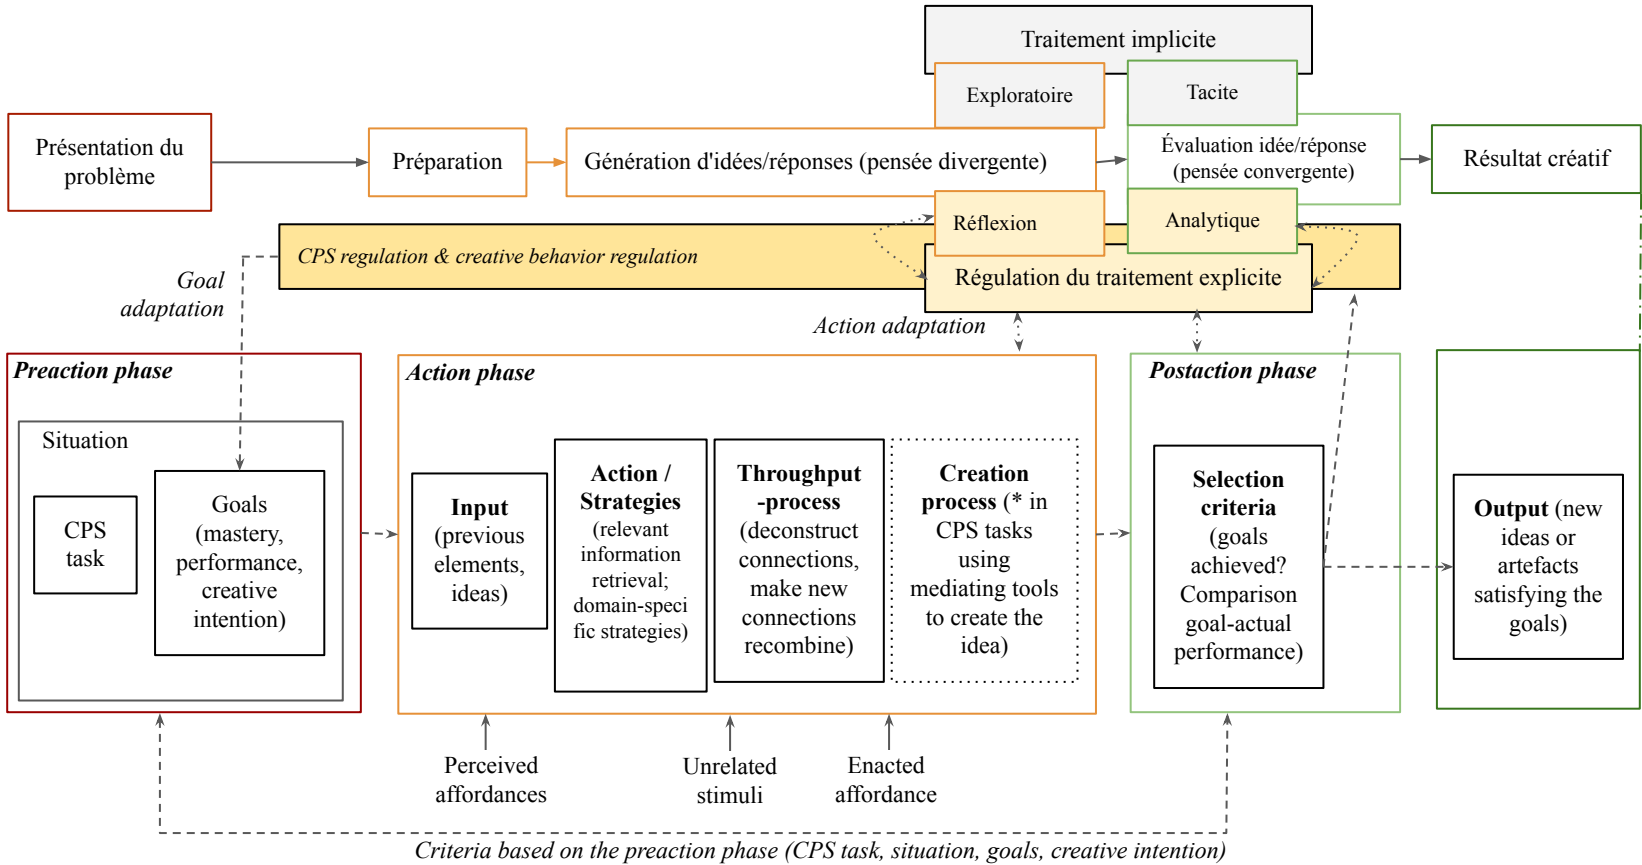 Traitement implicite
Exploratoire
Tacite
Présentation du
problème
Préparation
Génération d'idées/réponses (pensée divergente)
Évaluation idée/réponse
(pensée convergente)
Résultat créatif
Réflexion
Analytique
CPS regulation & creative behavior regulation
Régulation du traitement explicite
Goal
adaptation
Action adaptation
Preaction phase
Situation
CPS
task
Goals
(mastery,
performance,
creative
intention)
Action phase
Input
(previous
elements,
ideas)
Action /
Strategies
(relevant
information
retrieval;
domain-speci
fic strategies)
Throughput
-process
(deconstruct
connections,
make new
connections
recombine)
Creation
process (* in
CPS tasks
using
mediating tools
to create the
idea)
Postaction phase
Selection
criteria
(goals
achieved?
Comparison
goal-actual
performance)
Output (new
ideas or
artefacts
satisfying the
goals)
Perceived
affordances
Unrelated
stimuli
Enacted
affordance
Criteria based on the preaction phase (CPS task, situation, goals, creative intention)